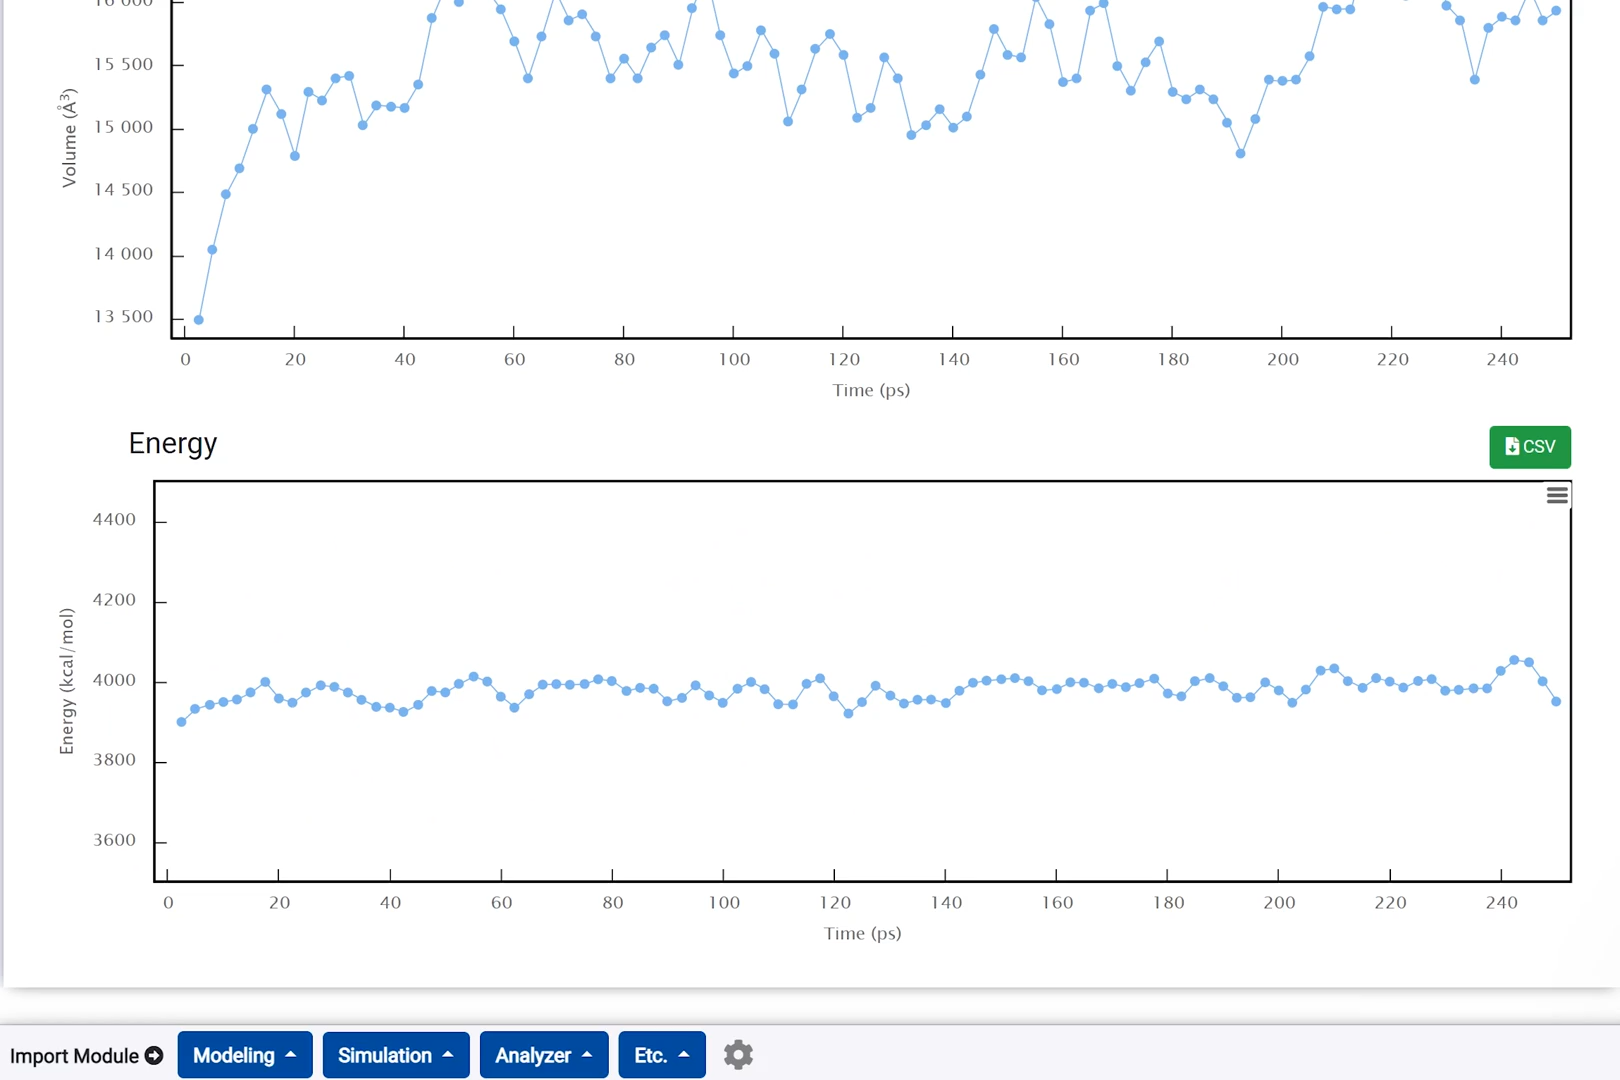 16 000
15 500
15 000
14 500
14 000
13 500
Volume (Å³)
0 20 40 60 80 100 120 140 160 180 200 220 240
Time (ps)
Energy
CSV
4400
4200
4000
3800
3600
Energy (kcal/mol)
0 20 40 60 80 100 120 140 160 180 200 220 240
Time (ps)
Import Module Modeling Simulation Analyzer Etc.